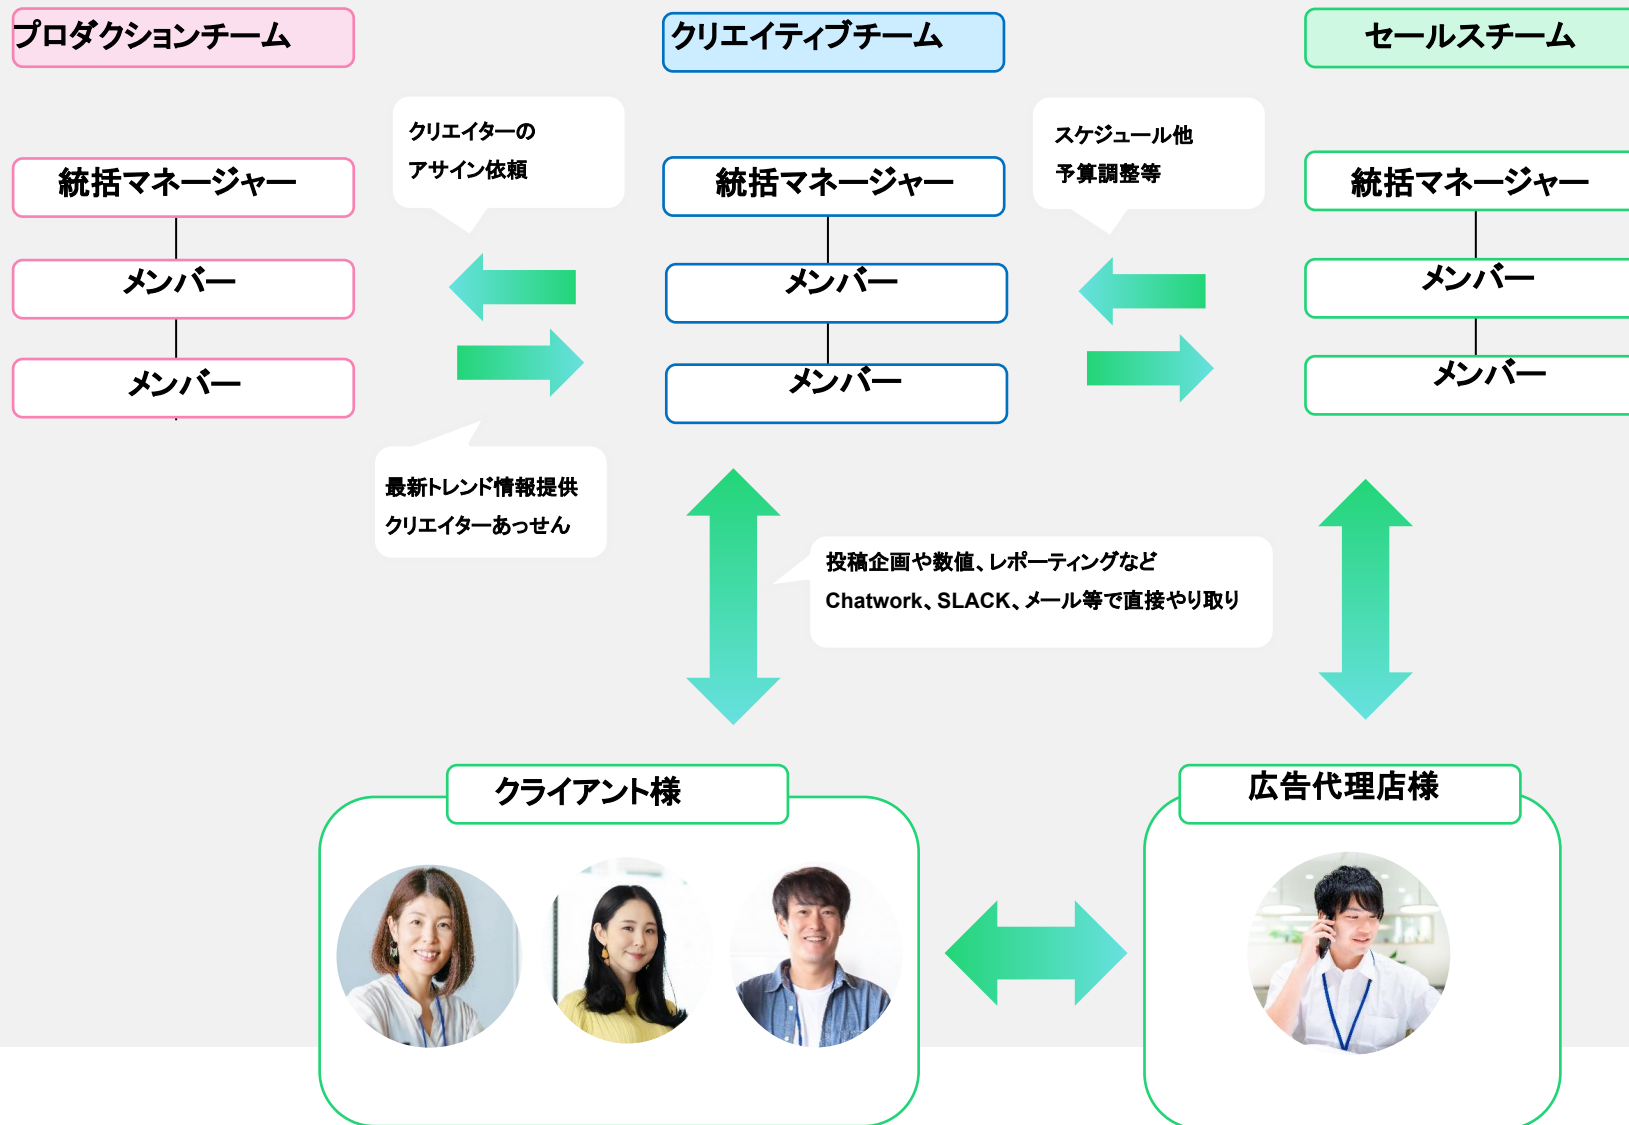 プロダクションチーム
クリエイティブチーム
セールスチーム
クリエイターの
アサイン依頼
スケジュール他
予算調整等
統括マネージャー
統括マネージャー
統括マネージャー
メンバー
メンバー
メンバー
メンバー
メンバー
メンバー
最新トレンド情報提供
クリエイターあっせん
投稿企画や数値、レポーティングなど
Chatwork、SLACK、メール等で直接やり取り
クライアント様
広告代理店様